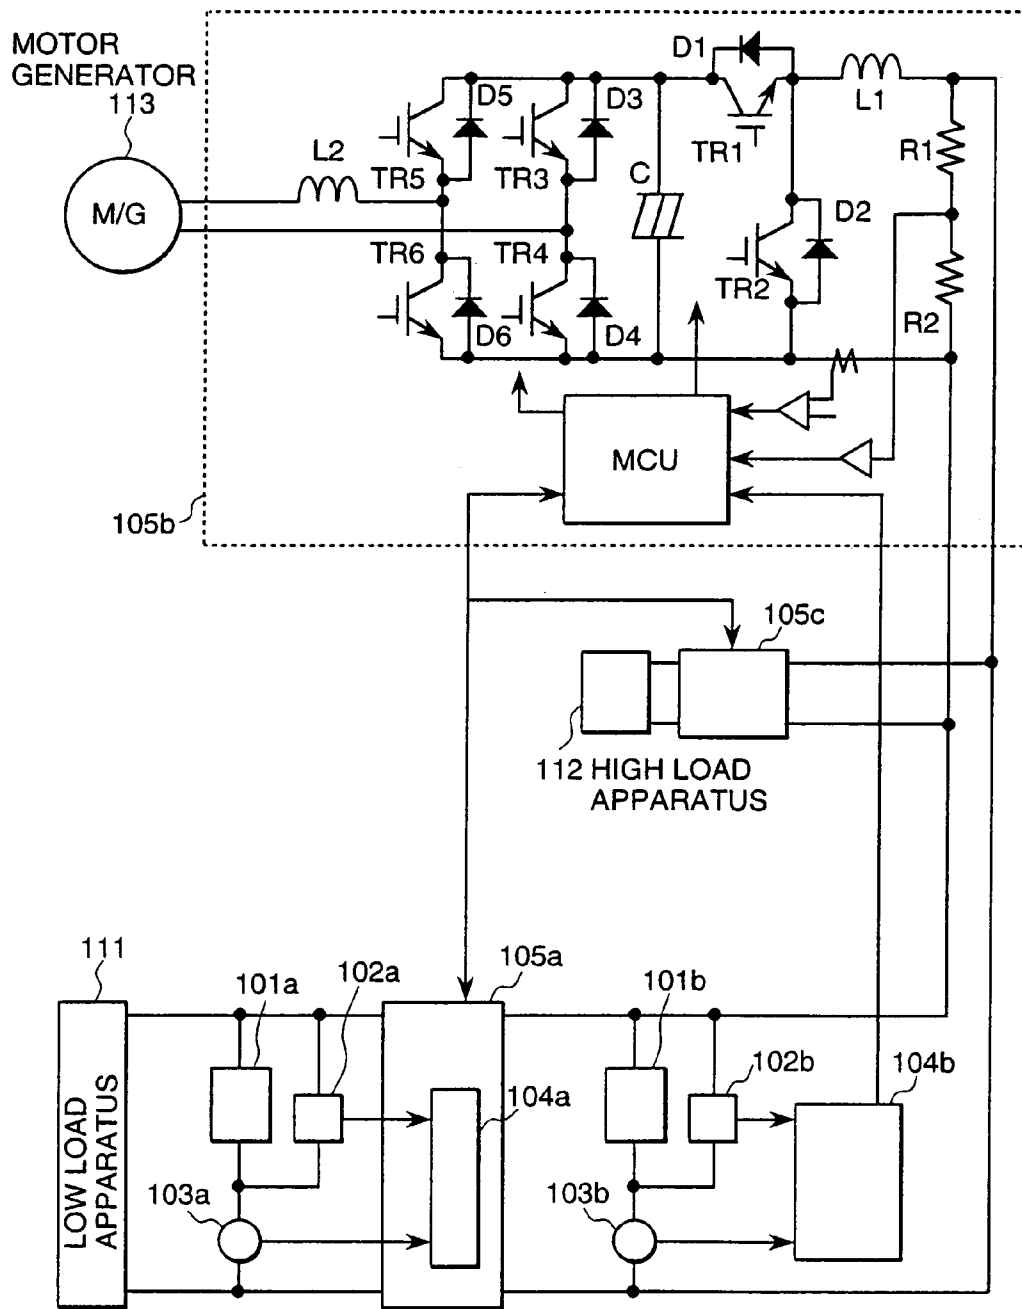 MOTOR
GENERATOR
113
M/G
L2
D5
D3
D1
L1
TR5
TR3
C
TR1
R1
TR6
TR4
D2
TR2
D6
D4
R2
MCU
105b
105c
112 HIGH LOAD
APPARATUS
111
101a
102a
105a
101b
102b
104b
104a
103a
103b
LOW LOAD
APPARATUS